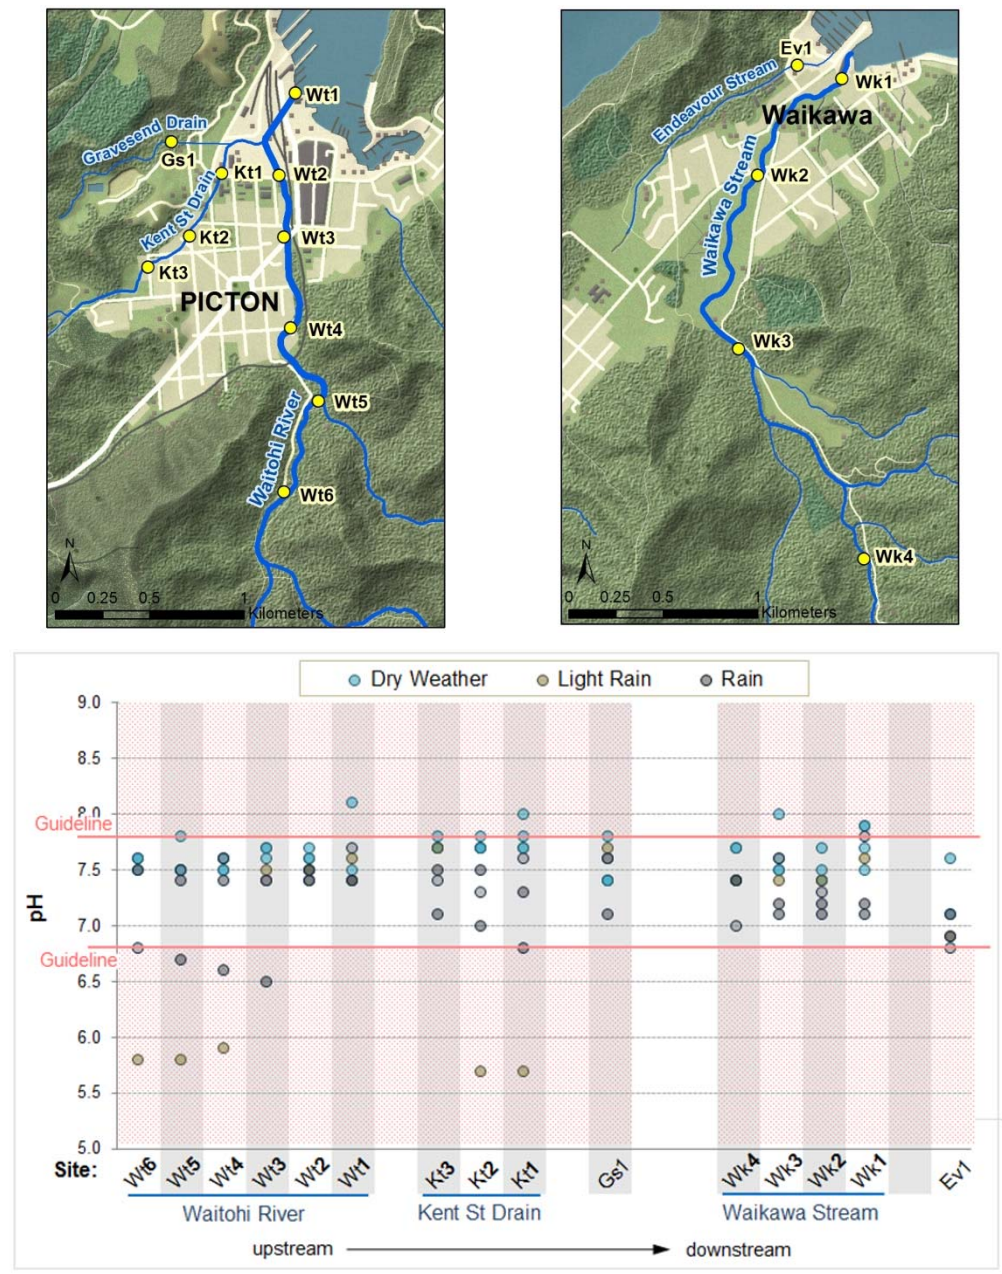 Wt1
Gravesend Drain
Gs1
Kt1
Wt2
Kent St Drain
Kt2
Wt3
Kt3
PICTON
Wt4
Wt5
Waitohi River
Wt6
N
0 0.25 0.5 1
Kilometers
Ev1
Endeavour Stream
Wk1
Waikawa
Wk2
Waikawa Stream
Wk3
Wk4
N
0 0.25 0.5 1
Kilometers
Dry Weather Light Rain Rain
9.0
8.5
8.0
Guideline
7.5
pH
7.0
Guideline
6.5
6.0
5.5
5.0
Site: Wt6 Wt5 Wt4 Wt3 Wt2 Wt1 Kt3 Kt2 Kt1 Gs1 Wk4 Wk3 Wk2 Wk1 Ev1
Waitohi River Kent St Drain Waikawa Stream
upstream downstream